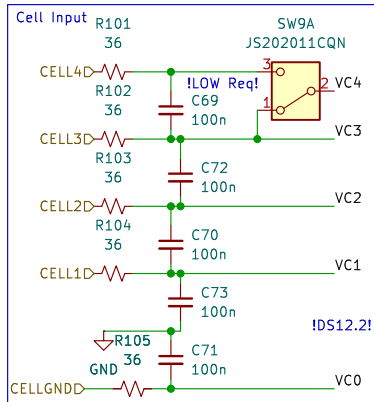 Cell Input
R101
36
SW9A
JS202011CQN
CELL4
!LOW Req!
3
2
VC4
R102
36
C69
100n
1
CELL3
VC3
R103
36
C72
100n
CELL2
VC2
R104
36
C70
100n
CELL1
VC1
C73
100n
!DS12.2!
R105
36
GND
C71
100n
CELLGND
VC0